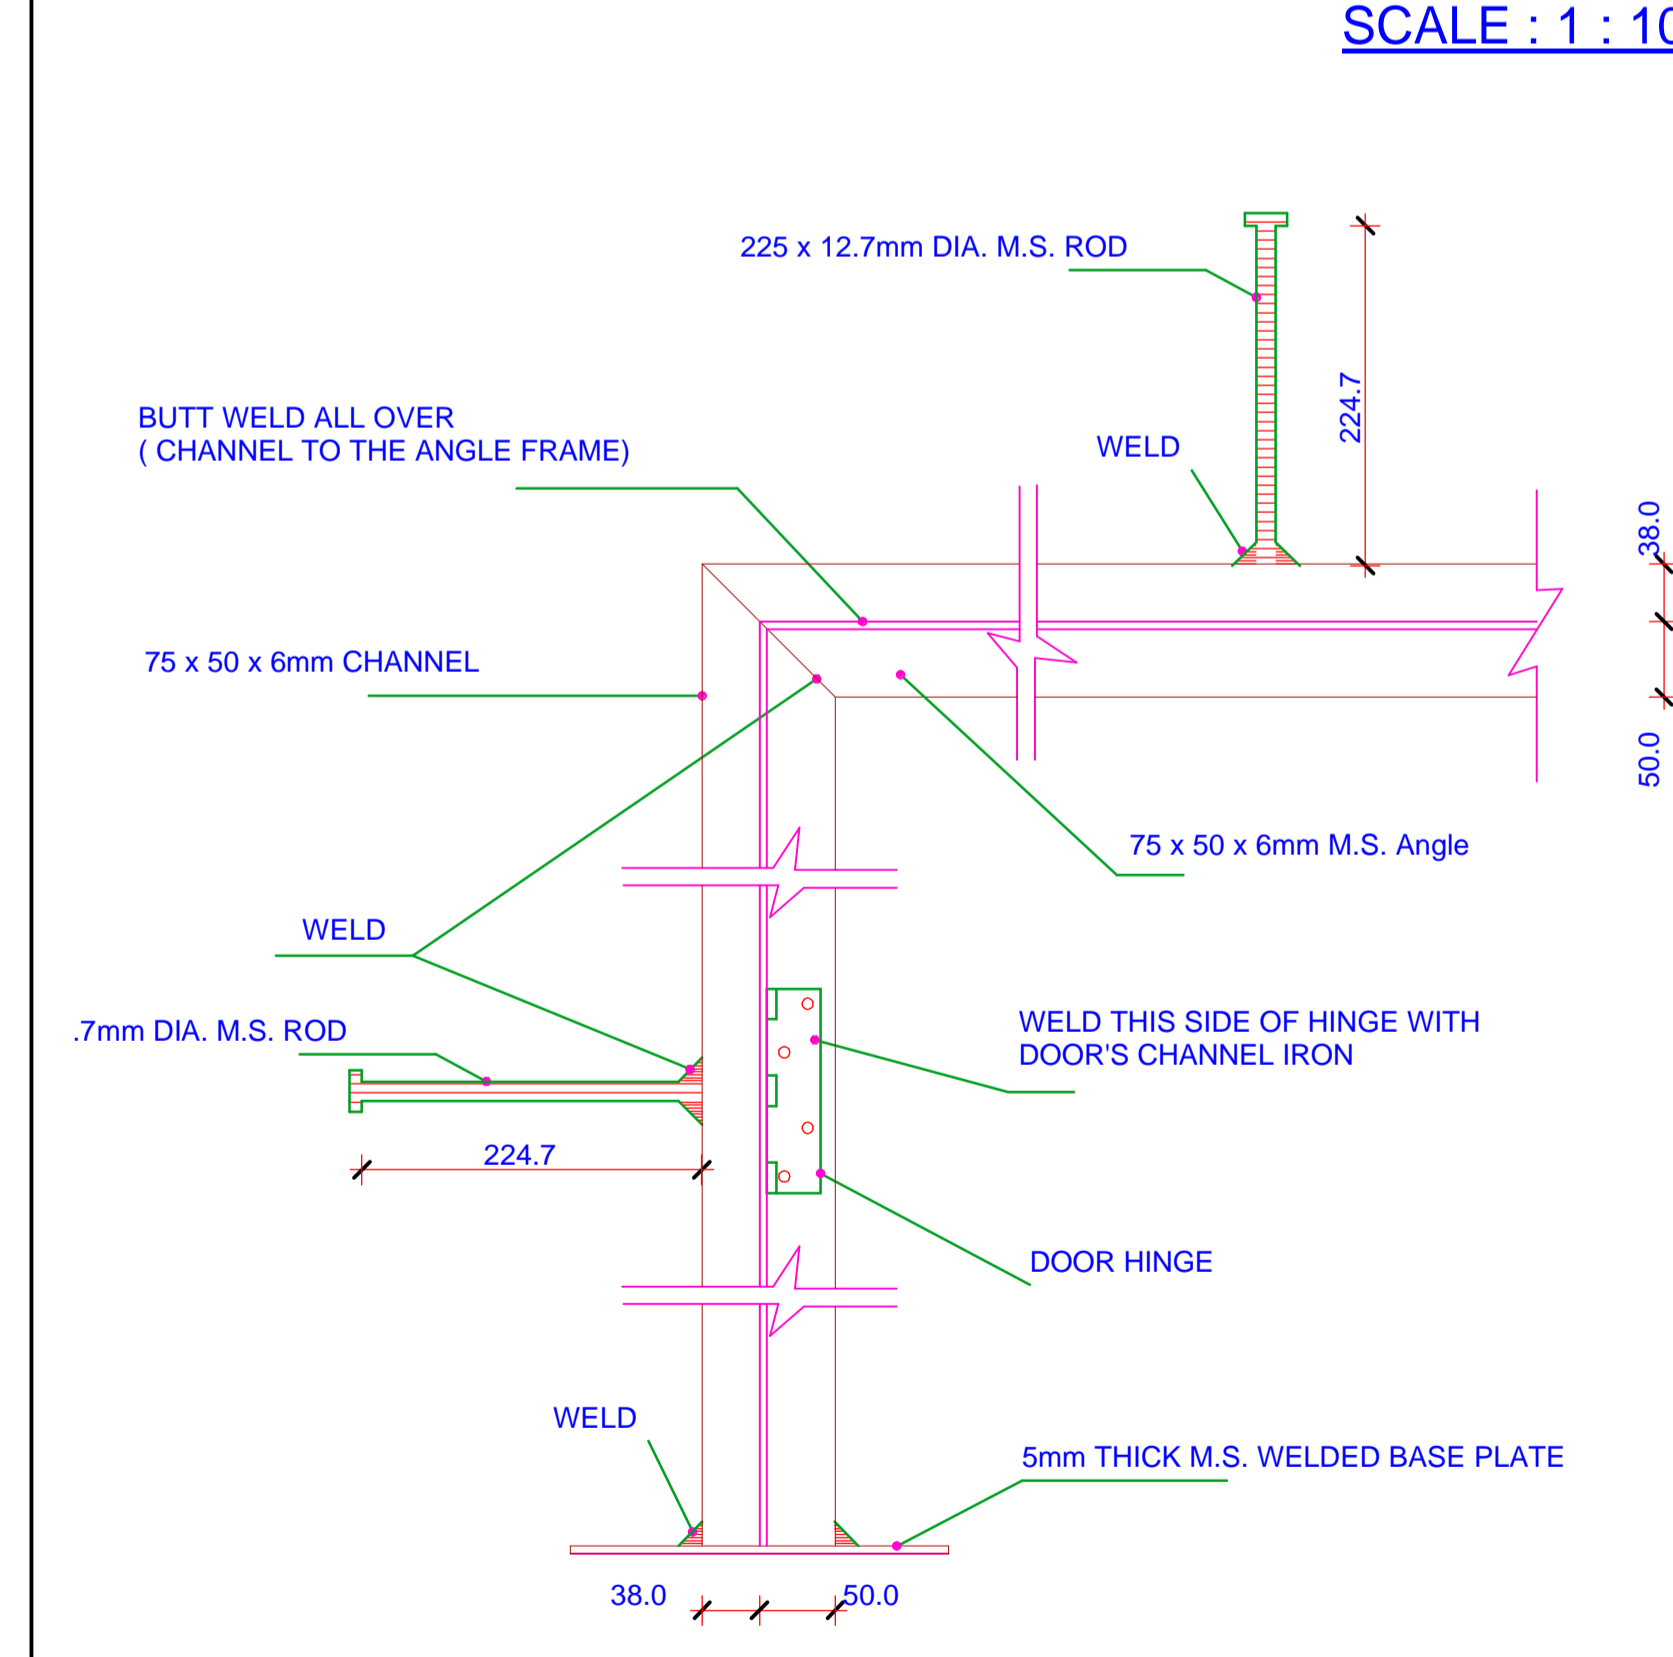 SCALE : 1 : 10
225 x 12.7mm DIA. M.S. ROD
224.7
BUTT WELD ALL OVER
( CHANNEL TO THE ANGLE FRAME)
WELD
38.0
75 x 50 x 6mm CHANNEL
50.0
75 x 50 x 6mm M.S. Angle
WELD
.7mm DIA. M.S. ROD
WELD THIS SIDE OF HINGE WITH
DOOR'S CHANNEL IRON
224.7
DOOR HINGE
WELD
5mm THICK M.S. WELDED BASE PLATE
38.0
50.0